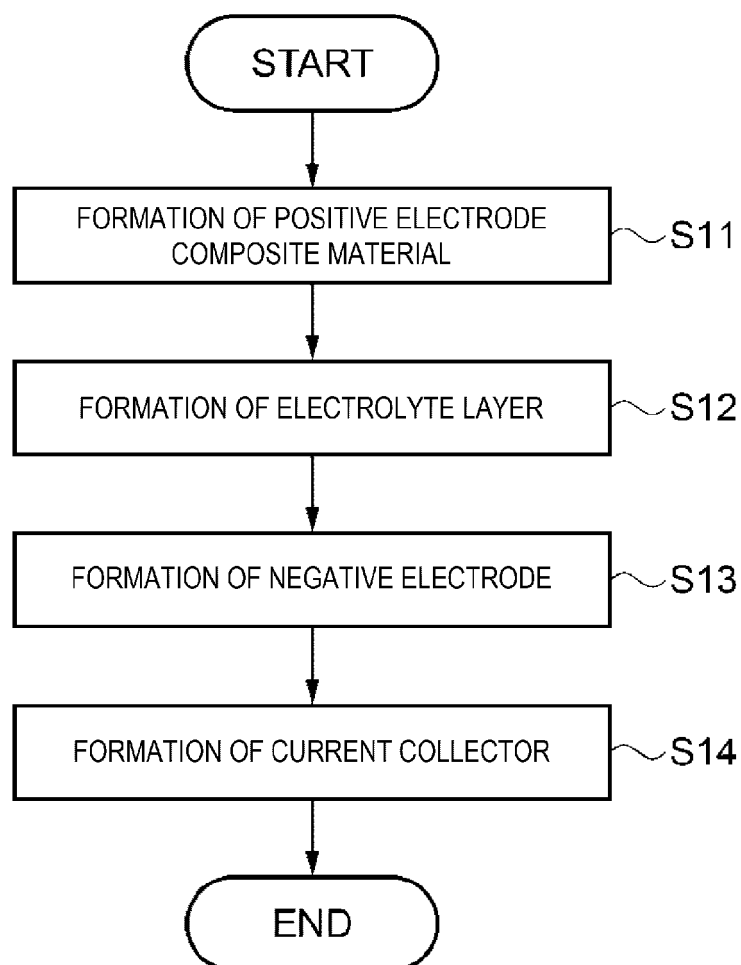 START
FORMATION OF POSITIVE ELECTRODE
COMPOSITE MATERIAL
S11
FORMATION OF ELECTROLYTE LAYER
S12
FORMATION OF NEGATIVE ELECTRODE
S13
FORMATION OF CURRENT COLLECTOR
S14
END